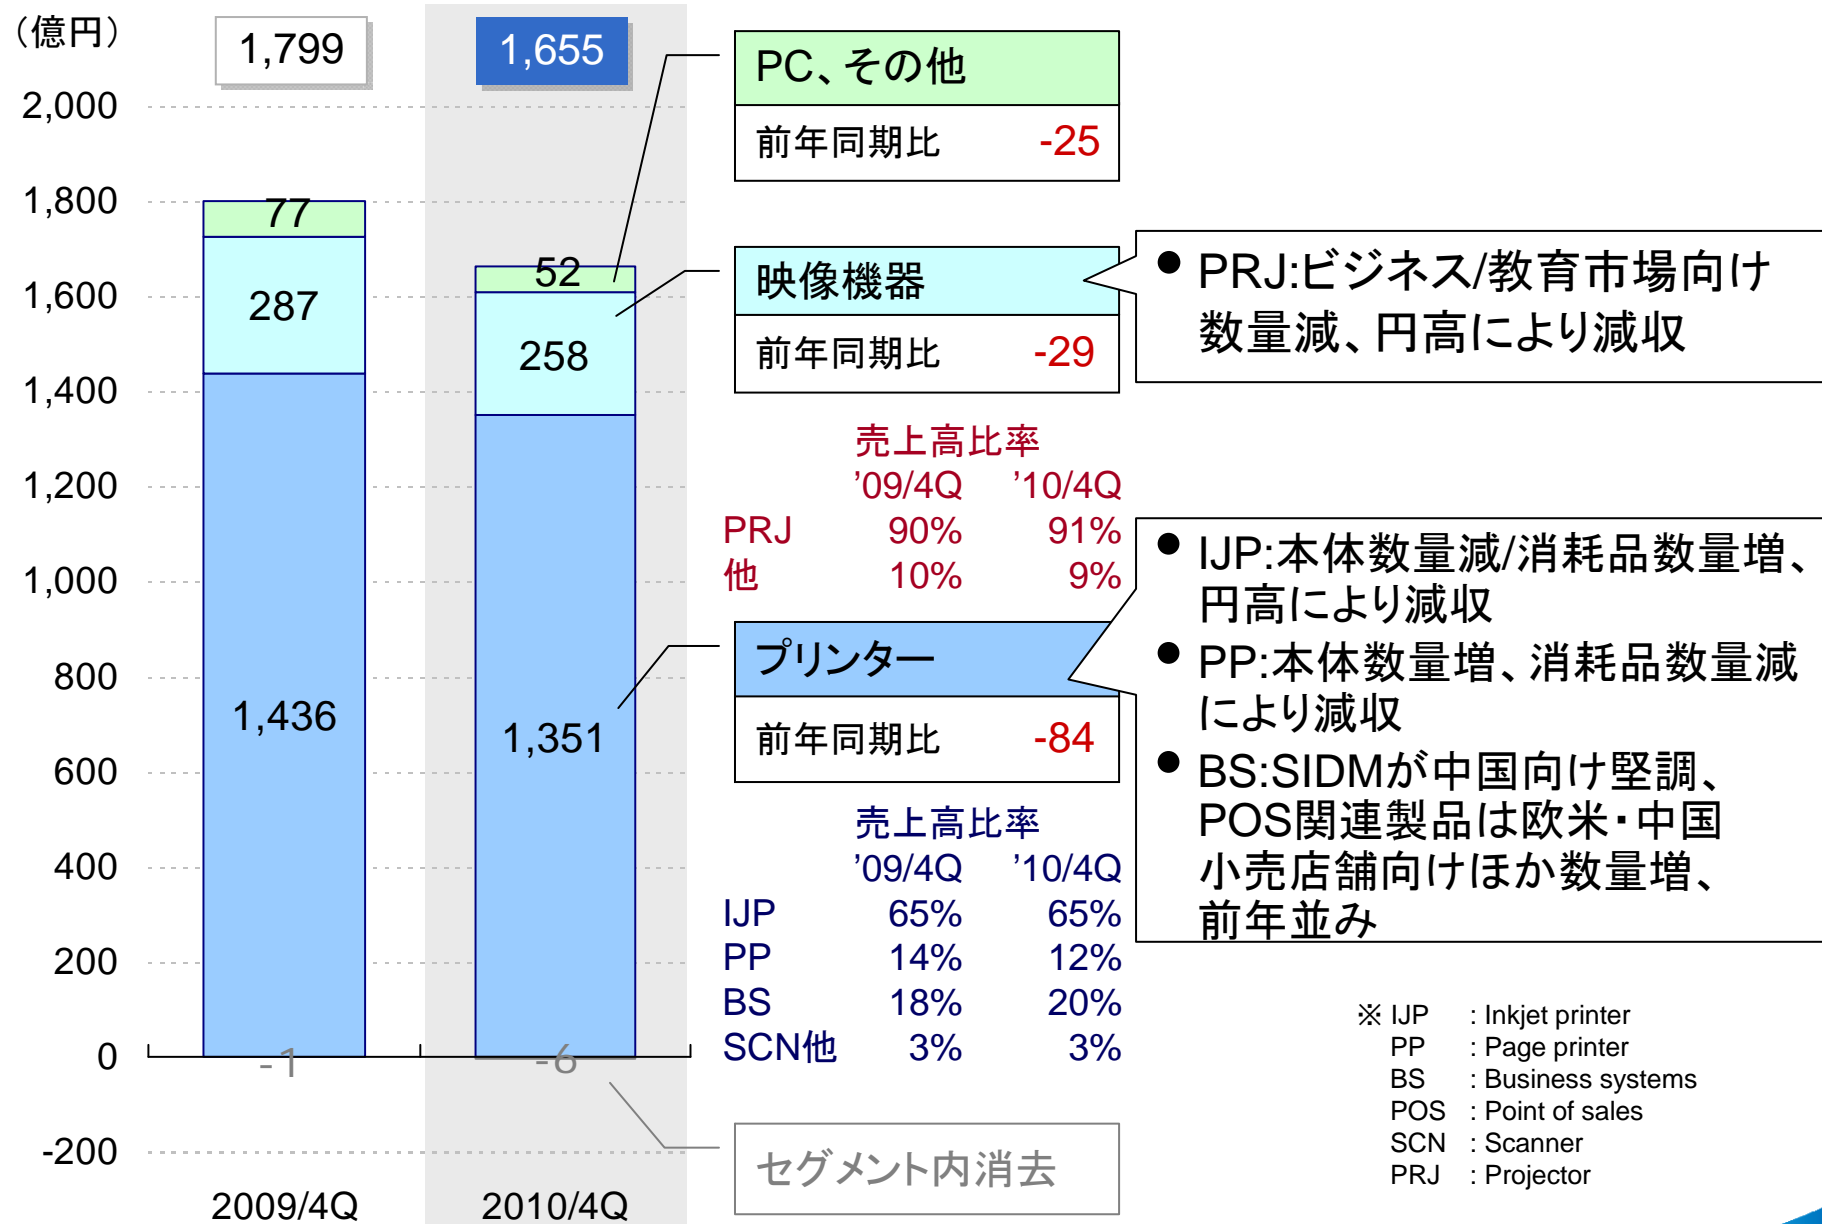 （億円）
1,799
1,655
2,000
1,800
1,600
1,400
1,200
1,000
800
600
400
200
0
-200
77
287
1,436
-1
52
258
1,351
-6
2009/4Q
2010/4Q
PC、その他
前年同期比 -25
映像機器
前年同期比 -29
● PRJ:ビジネス/教育市場向け
数量減、円高により減収
売上高比率
’09/4Q ’10/4Q
PRJ 90% 91%
他 10% 9%
プリンター
前年同期比 -84
● IJP:本体数量減/消耗品数量増、
円高により減収
● PP:本体数量増、消耗品数量減
により減収
● BS:SIDMが中国向け堅調、
POS関連製品は欧米・中国
小売店舗向けほか数量増、
前年並み
売上高比率
’09/4Q ’10/4Q
IJP 65% 65%
PP 14% 12%
BS 18% 20%
SCN他 3% 3%
セグメント内消去
※ IJP : Inkjet printer
PP : Page printer
BS : Business systems
POS : Point of sales
SCN : Scanner
PRJ : Projector